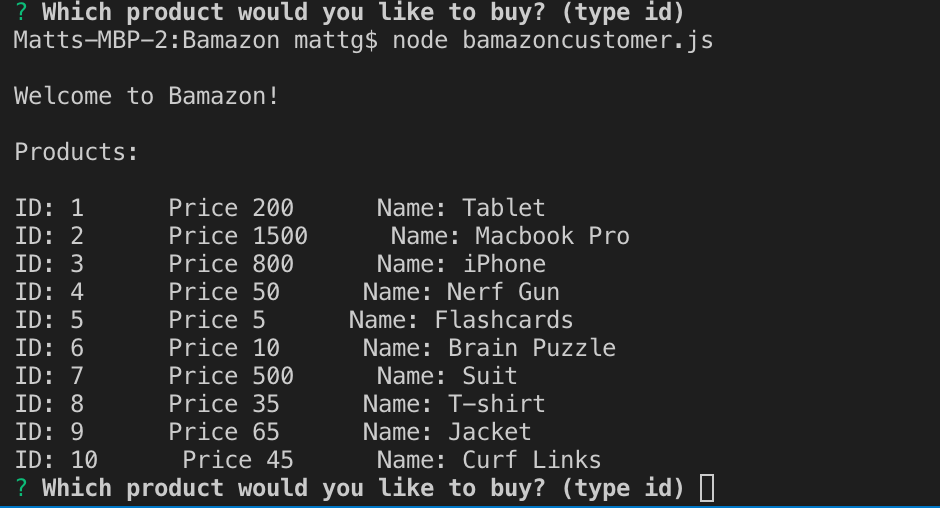 ? Which product would you like to buy? (type id)
Matts-MBP-2:Bamazon mattg$ node bamazoncustomer.js
Welcome to Bamazon!
Products:
ID: 1      Price 200      Name: Tablet
ID: 2      Price 1500      Name: Macbook Pro
ID: 3      Price 800      Name: iPhone
ID: 4      Price 50      Name: Nerf Gun
ID: 5      Price 5      Name: Flashcards
ID: 6      Price 10      Name: Brain Puzzle
ID: 7      Price 500      Name: Suit
ID: 8      Price 35      Name: T-shirt
ID: 9      Price 65      Name: Jacket
ID: 10      Price 45      Name: Curf Links
? Which product would you like to buy? (type id)